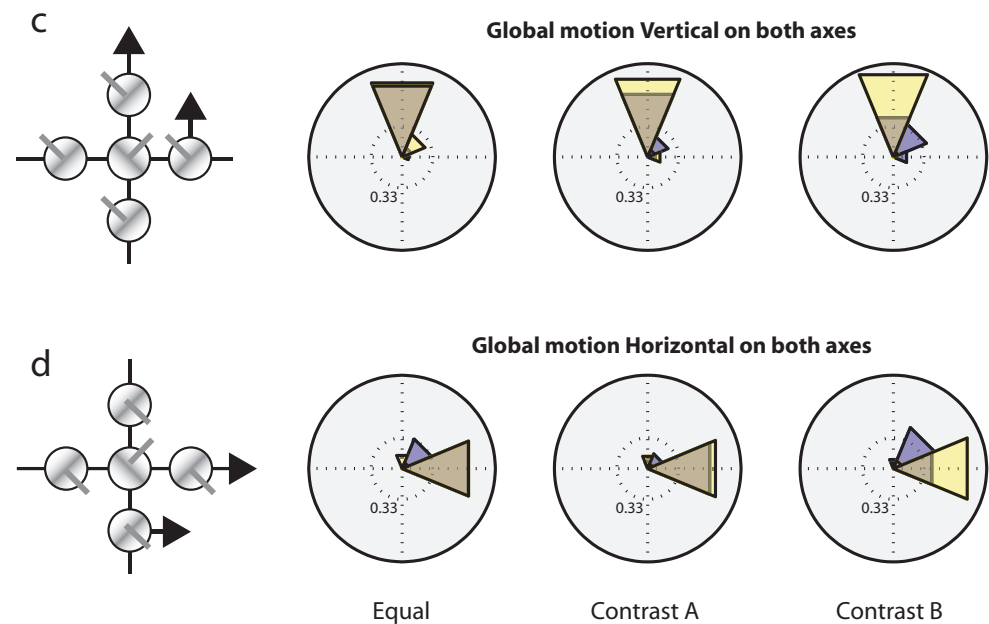 c
Global motion Vertical on both axes
0.33
0.33
0.33
d
Global motion Horizontal on both axes
0.33
0.33
0.33
Equal
Contrast A
Contrast B